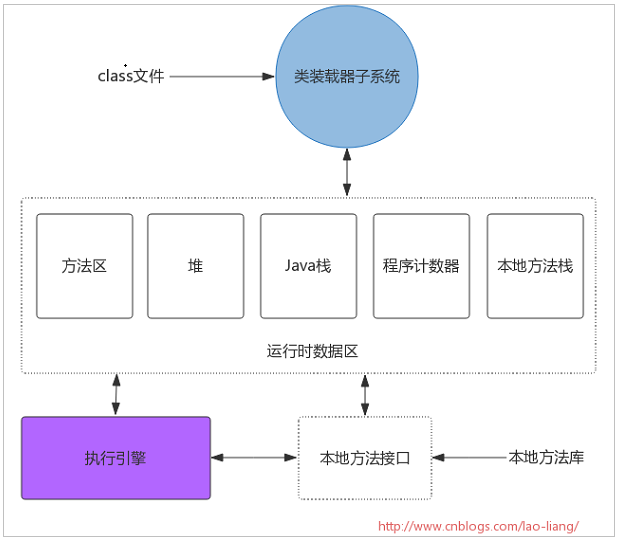 class文件
类装载器子系统
方法区
堆
Java栈
程序计数器
本地方法栈
运行时数据区
执行引擎
本地方法接口
本地方法库
http://www.cnblogs.com/lao-liang/